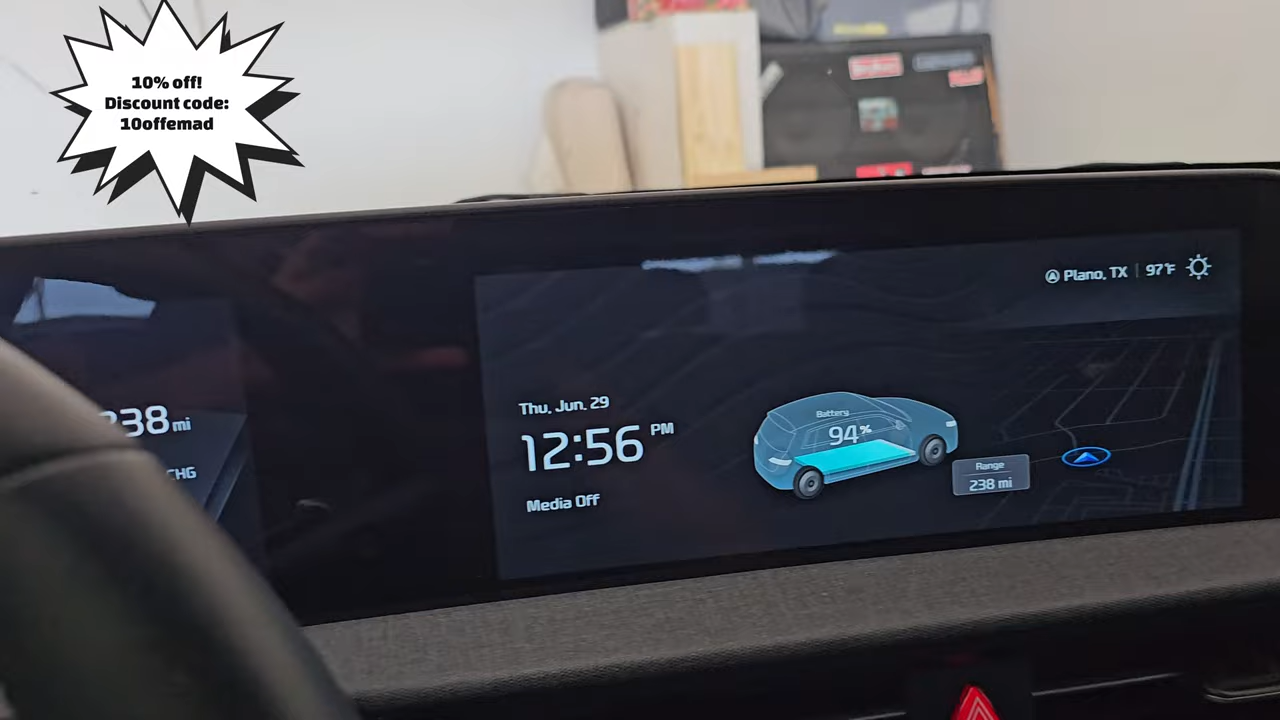 10% off!
Discount code:
10offemad
Plano, TX | 97°F
238 mi
CHG
Thu, Jun. 29
12:56 PM
Media Off
Battery
94%
Range
238 mi